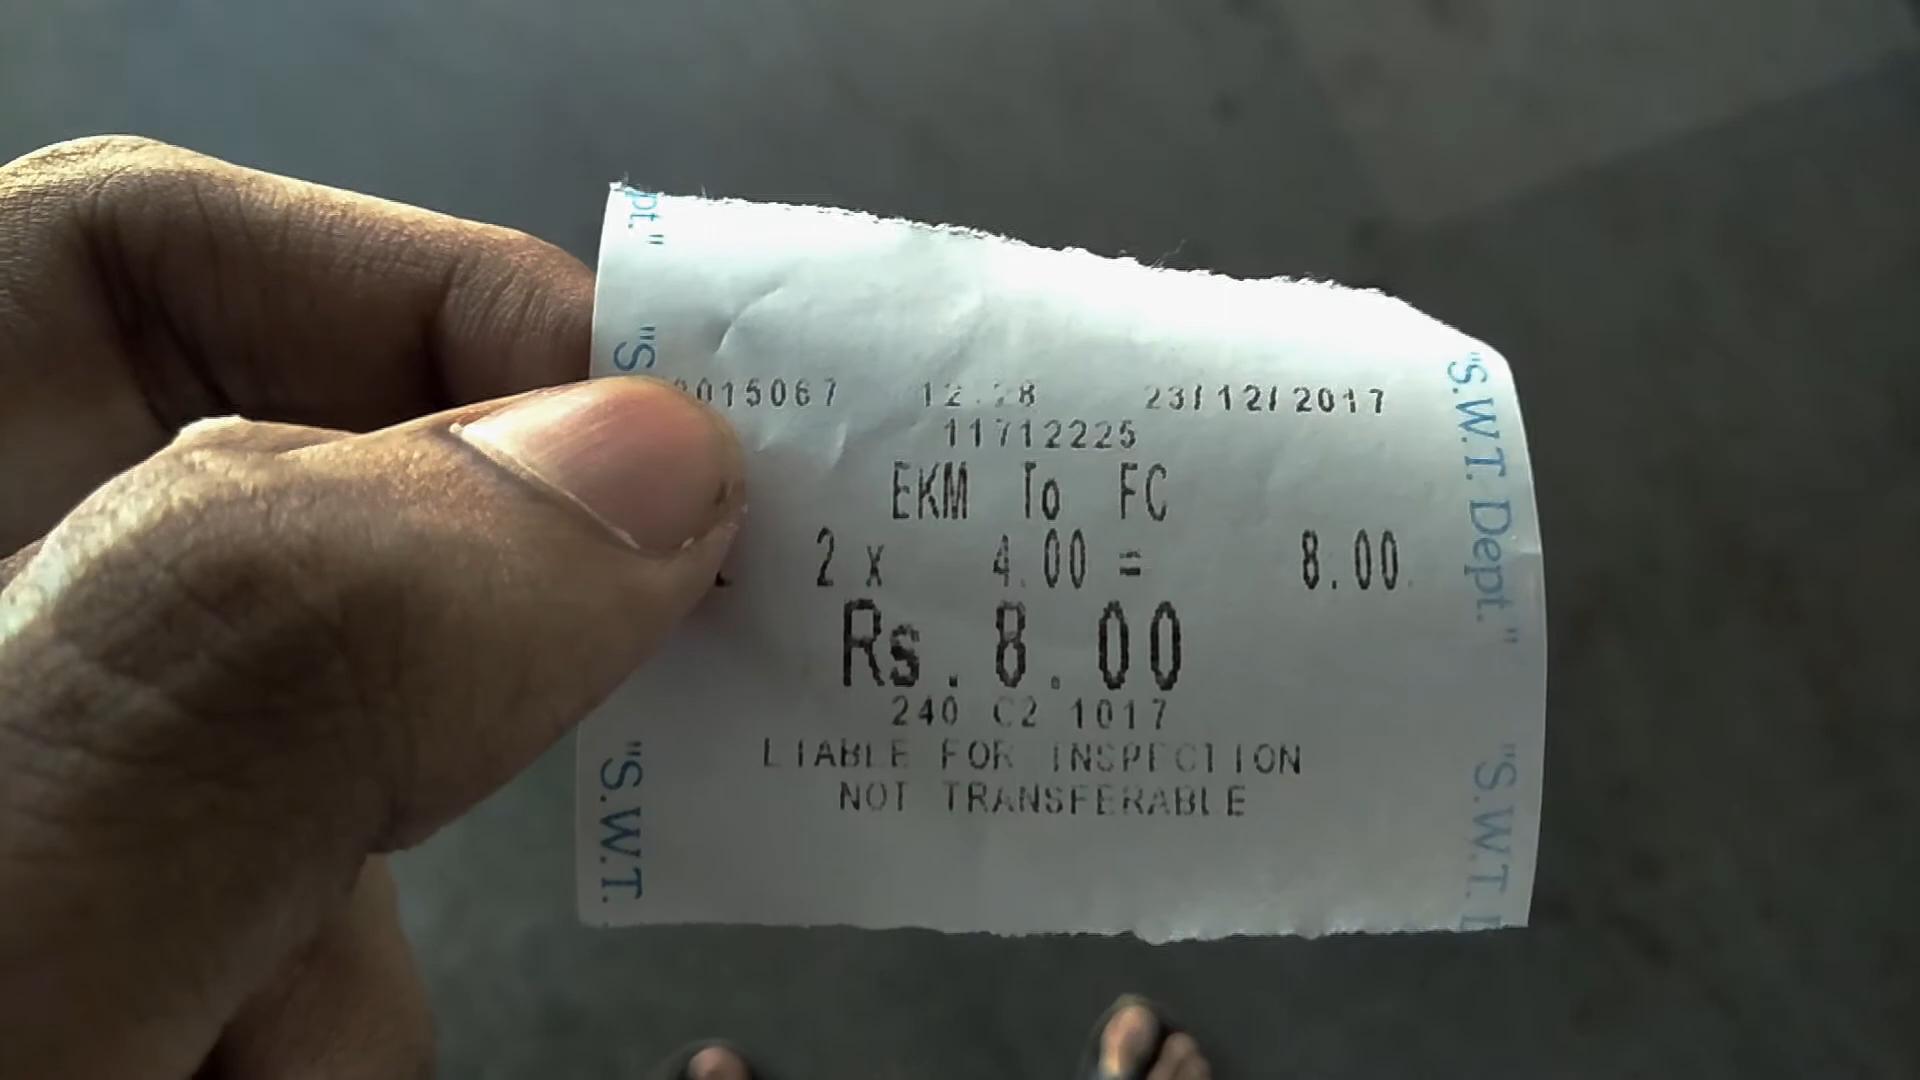 015067 23/12/2017
11712225
EKM To FC
2 x 4.00 = 8.00
Rs. 8.00
240 C2 1017
LIABLE FOR INSPECTION
NOT TRANSFERABLE
pt."
"S
"S.W.T.
"S.W.T. Dept."
"S.W.T. D